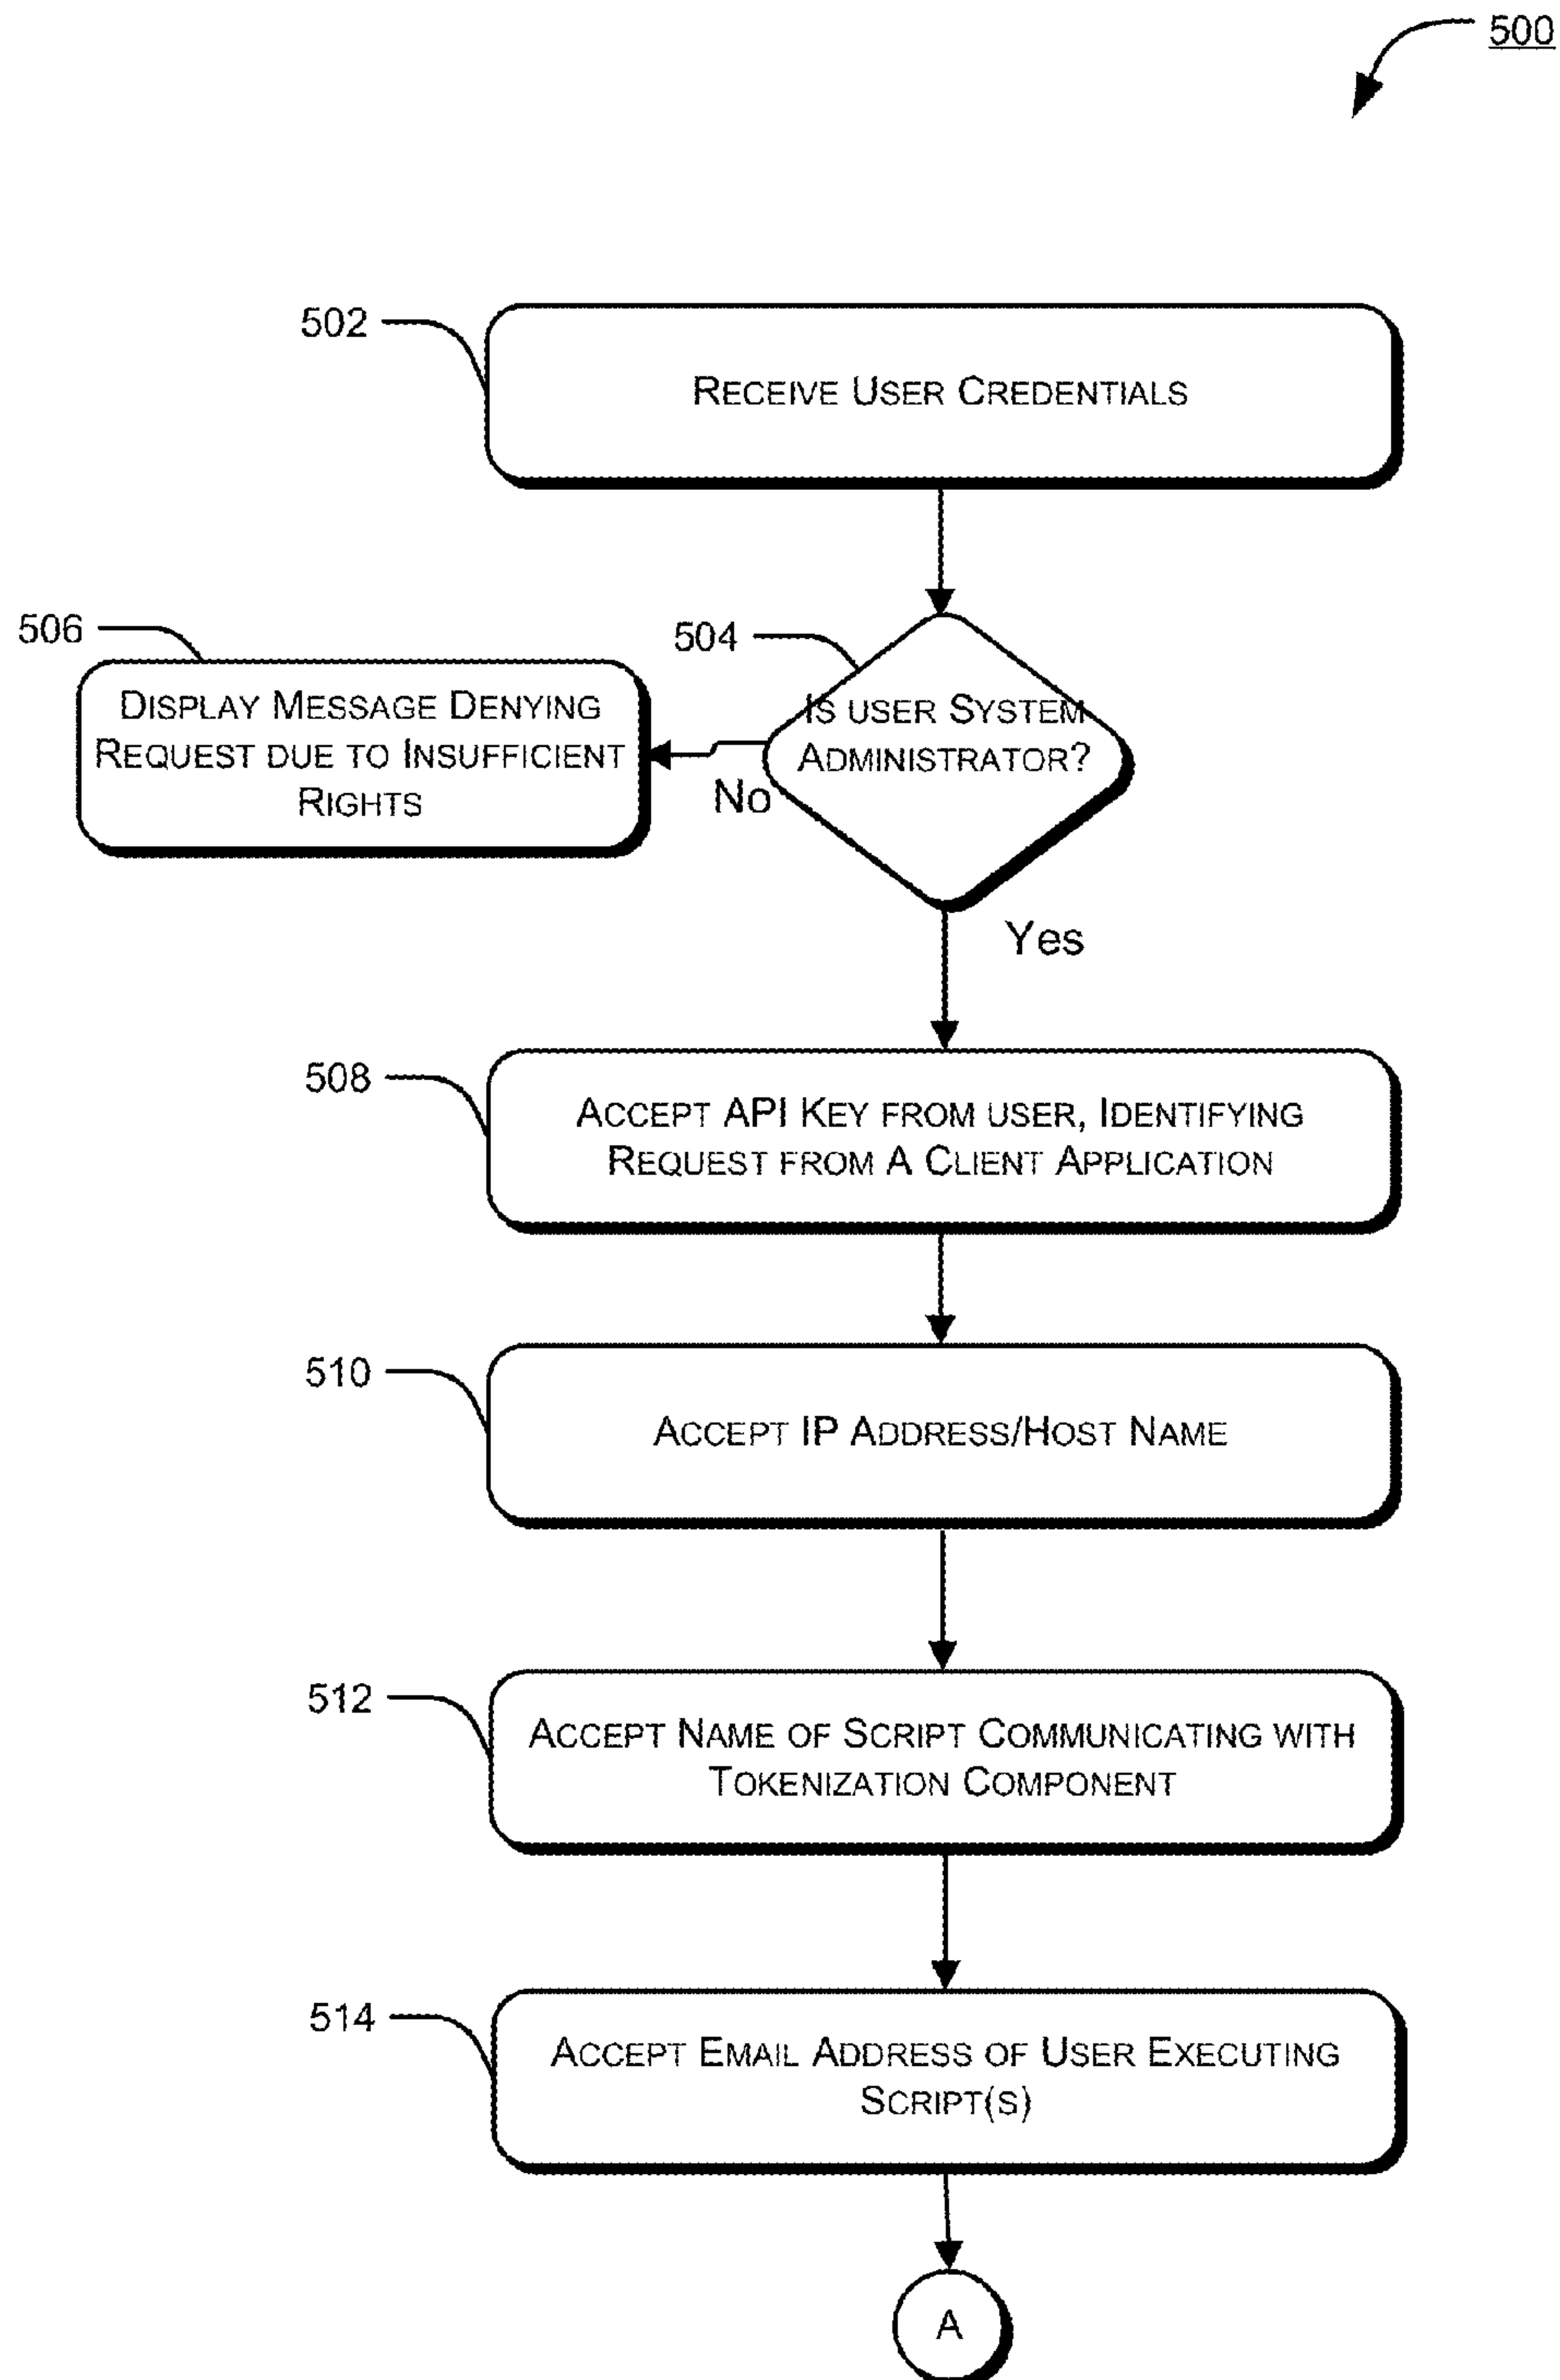 500
502
Receive User Credentials
506
504
Display Message Denying
Request due to Insufficient
Rights
Is user System
Administrator?
No
Yes
508
Accept API Key from user, Identifying
Request from A Client Application
510
Accept IP Address/Host Name
512
Accept Name of Script Communicating with
Tokenization Component
514
Accept Email Address of User Executing
Script(s)
A